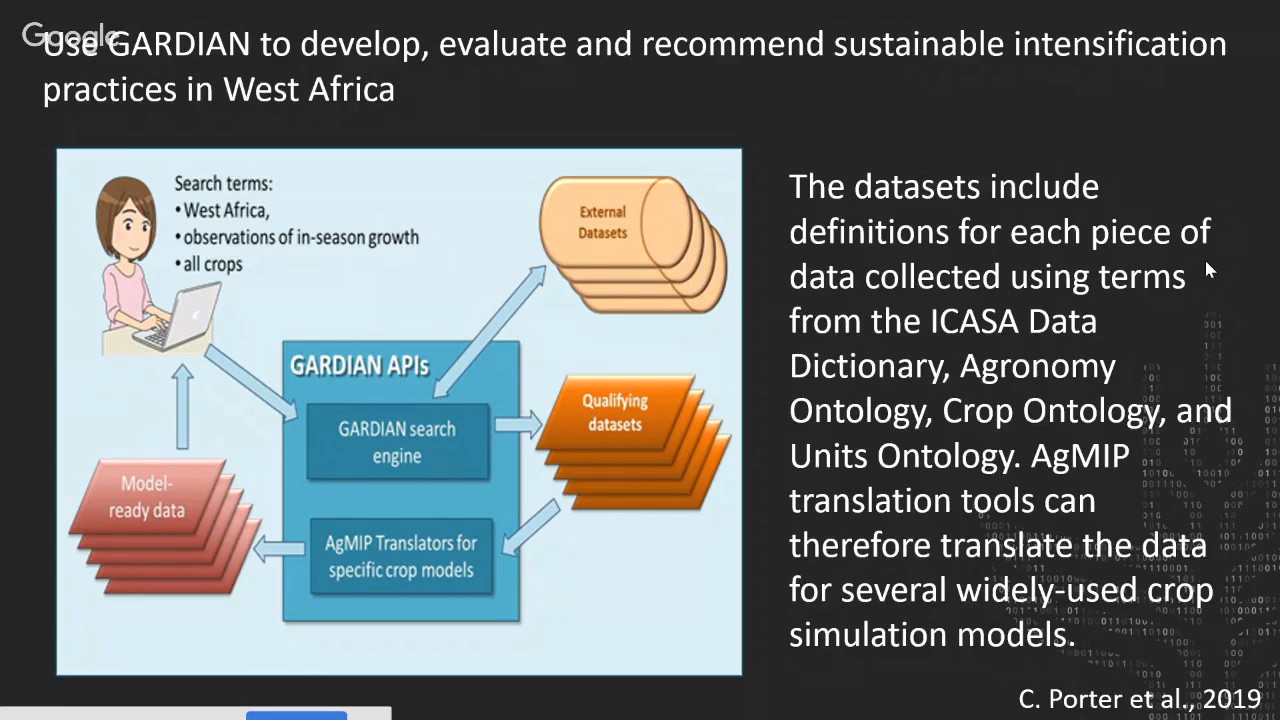 Google
Use GARDIAN to develop, evaluate and recommend sustainable intensification
practices in West Africa
Search terms:
•West Africa,
•observations of in-season growth
•all crops
External
Datasets
GARDIAN APIs
GARDIAN search
engine
Qualifying
datasets
AgMIP Translators for
specific crop models
Model-
ready data
The datasets include
definitions for each piece of
data collected using terms
from the ICASA Data
Dictionary, Agronomy
Ontology, Crop Ontology, and
Units Ontology. AgMIP
translation tools can
therefore translate the data
for several widely-used crop
simulation models.
C. Porter et al., 2019